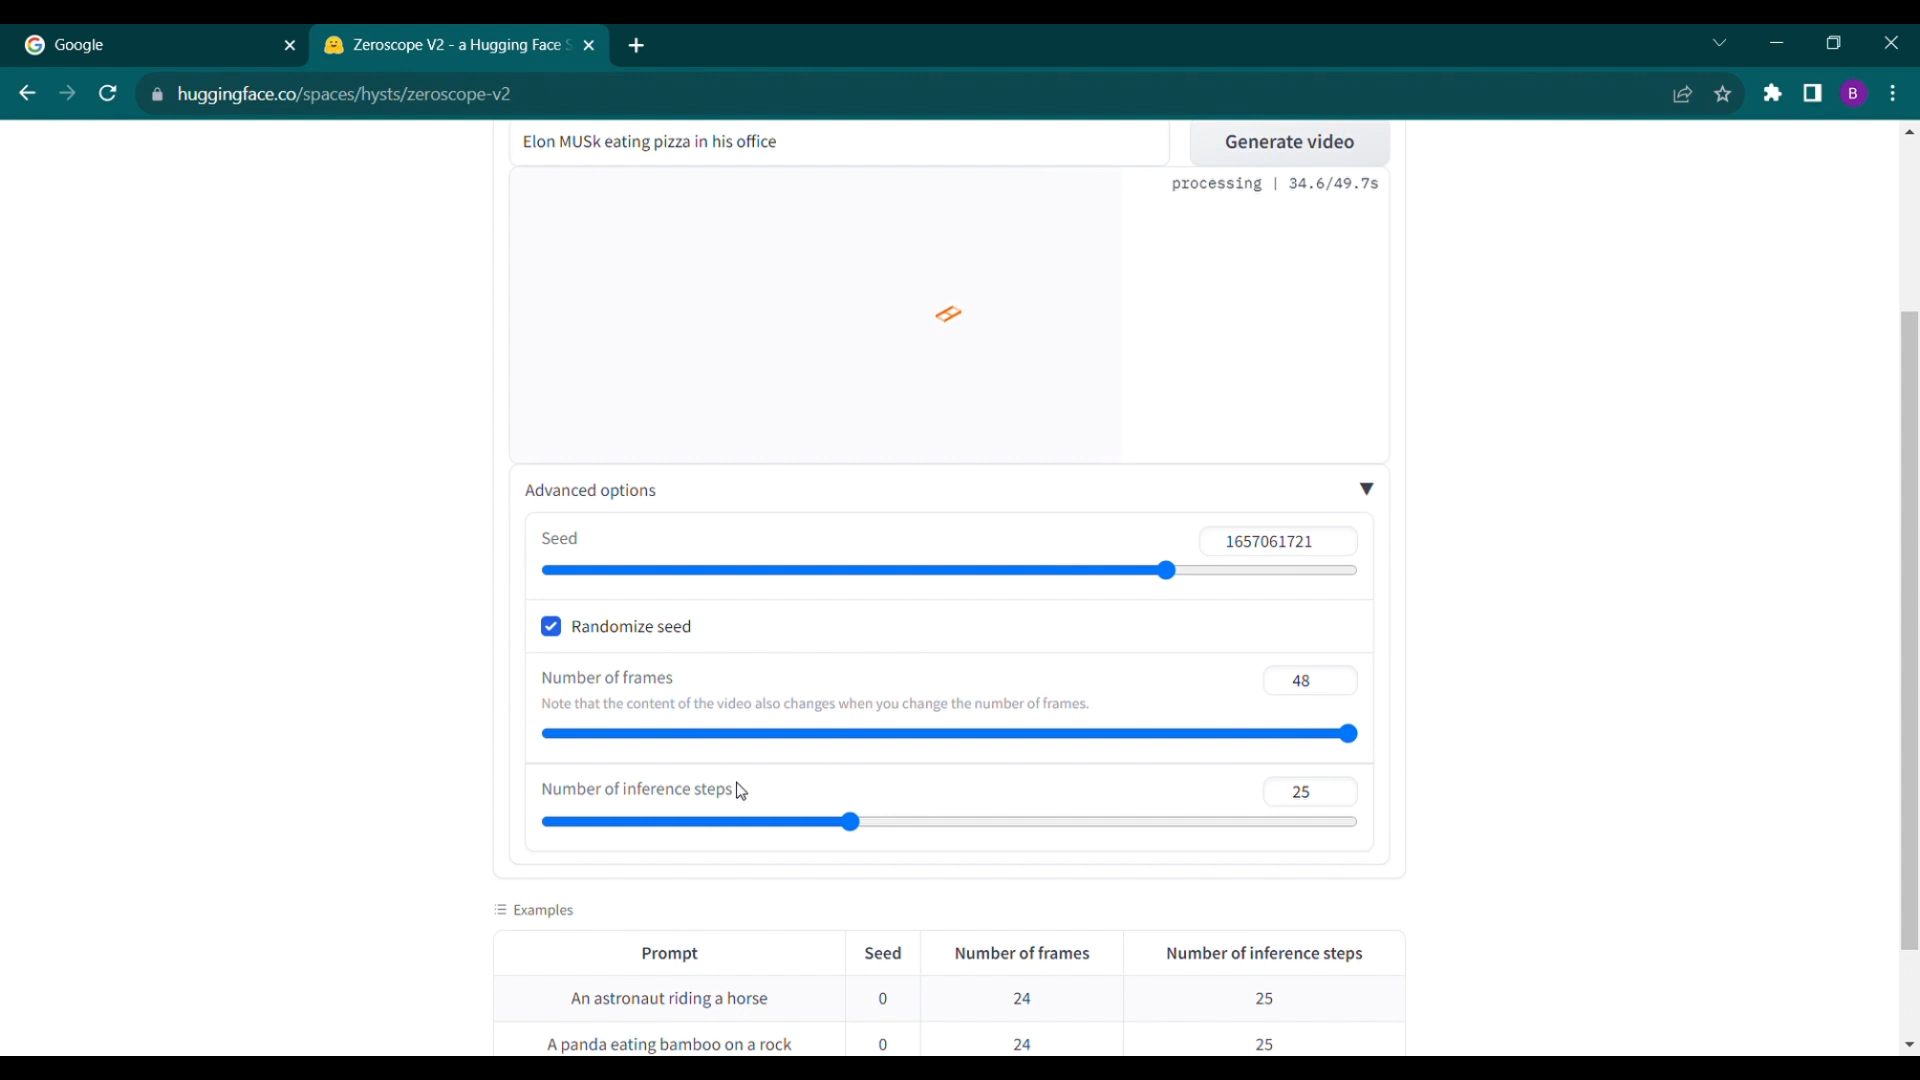 Google
Zeroscope V2 - a Hugging Face S
huggingface.co/spaces/hysts/zeroscope-v2
B
Elon MUSk eating pizza in his office
Generate video
processing | 34.6/49.7s
Advanced options
Seed
1657061721
Randomize seed
Number of frames
48
Note that the content of the video also changes when you change the number of frames.
Number of inference steps
25
Examples
Prompt Seed Number of frames Number of inference steps
An astronaut riding a horse 0 24 25
A panda eating bamboo on a rock 0 24 25